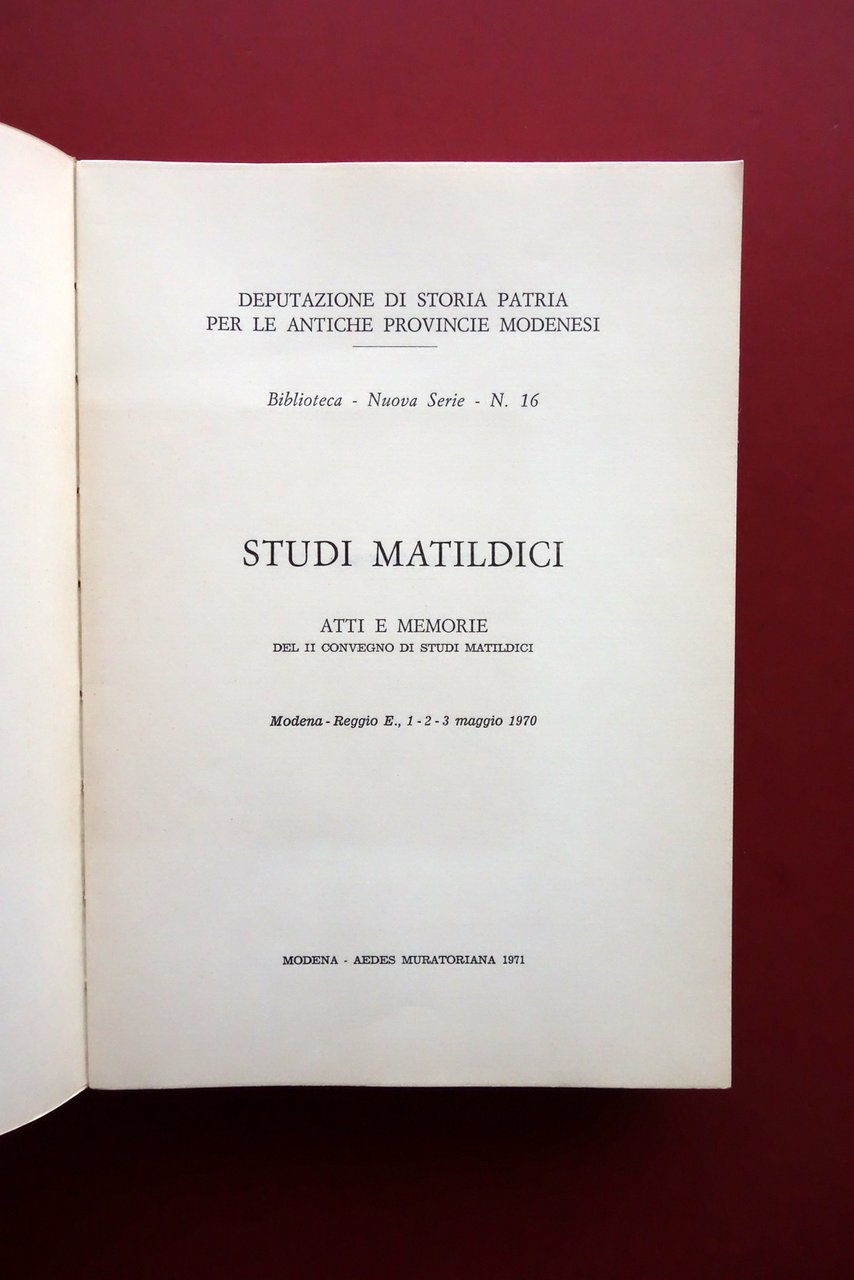 DEPUTAZIONE DI STORIA PATRIA
PER LE ANTICHE PROVINCIE MODENESI
Biblioteca - Nuova Serie - N. 16
STUDI MATILDICI
ATTI E MEMORIE
DEL II CONVEGNO DI STUDI MATILDICI
Modena - Reggio E., 1 - 2 - 3 maggio 1970
MODENA - AEDES MURATORIANA 1971